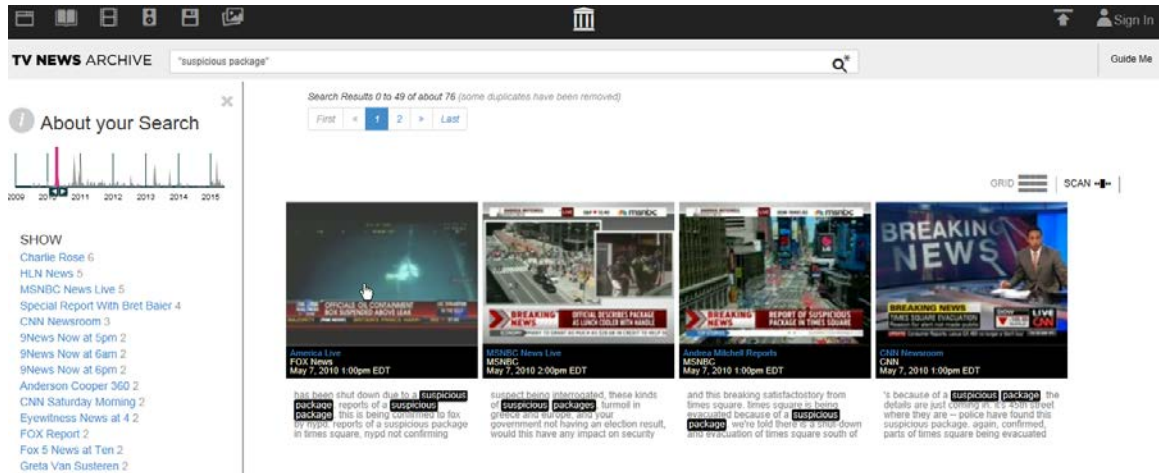 Sign In
TV NEWS ARCHIVE
"suspicious package"
Guide Me
Search Results 0 to 49 of about 76 (some duplicates have been removed)
First « 1 2 » Last
About your Search
2009 2010 2011 2012 2013 2014 2015
GRID
SCAN
SHOW
Charlie Rose 6
HLN News 5
MSNBC News Live 5
Special Report With Bret Baier 4
CNN Newsroom 3
9News Now at 5pm 2
9News Now at 6am 2
9News Now at 6pm 2
Anderson Cooper 360 2
CNN Saturday Morning 2
Eyewitness News at 4 2
FOX Report 2
Fox 5 News at Ten 2
Greta Van Susteren 2
OFFICIALS: OIL CONTAINMENT
BOX SUSPENDED ABOVE LEAK
America Live
FOX News
May 7, 2010 1:00pm EDT
has been shut down due to a suspicious
package. reports of a suspicious
package. this is being confirmed to fox
by nypd. reports of a suspicious package
in times square, nypd not confirming
msnbc
BREAKING NEWS
OFFICIAL DESCRIBES PACKAGE
AS LUNCH COOLER WITH HANDLE
MSNBC News Live
MSNBC
May 7, 2010 2:00pm EDT
suspect being interrogated, these kinds
of suspicious packages. turmoil in
greece and europe, and your
government not having an election result,
would this have any impact on security
msnbc
BREAKING NEWS
REPORT OF SUSPICIOUS
PACKAGE IN TIMES SQUARE
Andrea Mitchell Reports
MSNBC
May 7, 2010 1:00pm EDT
and this breaking satisfactostory from
times square. times square is being
evacuated because of a suspicious
package. we're told there is a shut-down
and evacuation of times square south of
BREAKING
NEWS
BREAKING NEWS
TIMES SQUARE EVACUATION
LIVE
CNN
CNN Newsroom
CNN
May 7, 2010 1:00pm EDT
's because of a suspicious package. the
details are just coming in. it's 45th street
where they are -- police have found this
suspicious package. again, confirmed,
parts of times square being evacuated